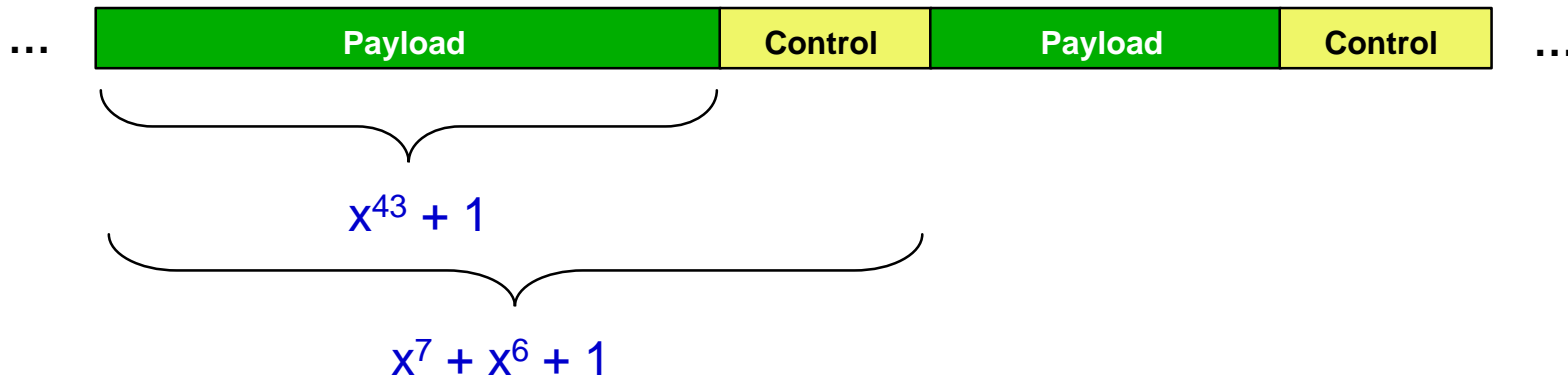 ... Payload Control Payload Control ...
x⁴³ + 1
x⁷ + x⁶ + 1